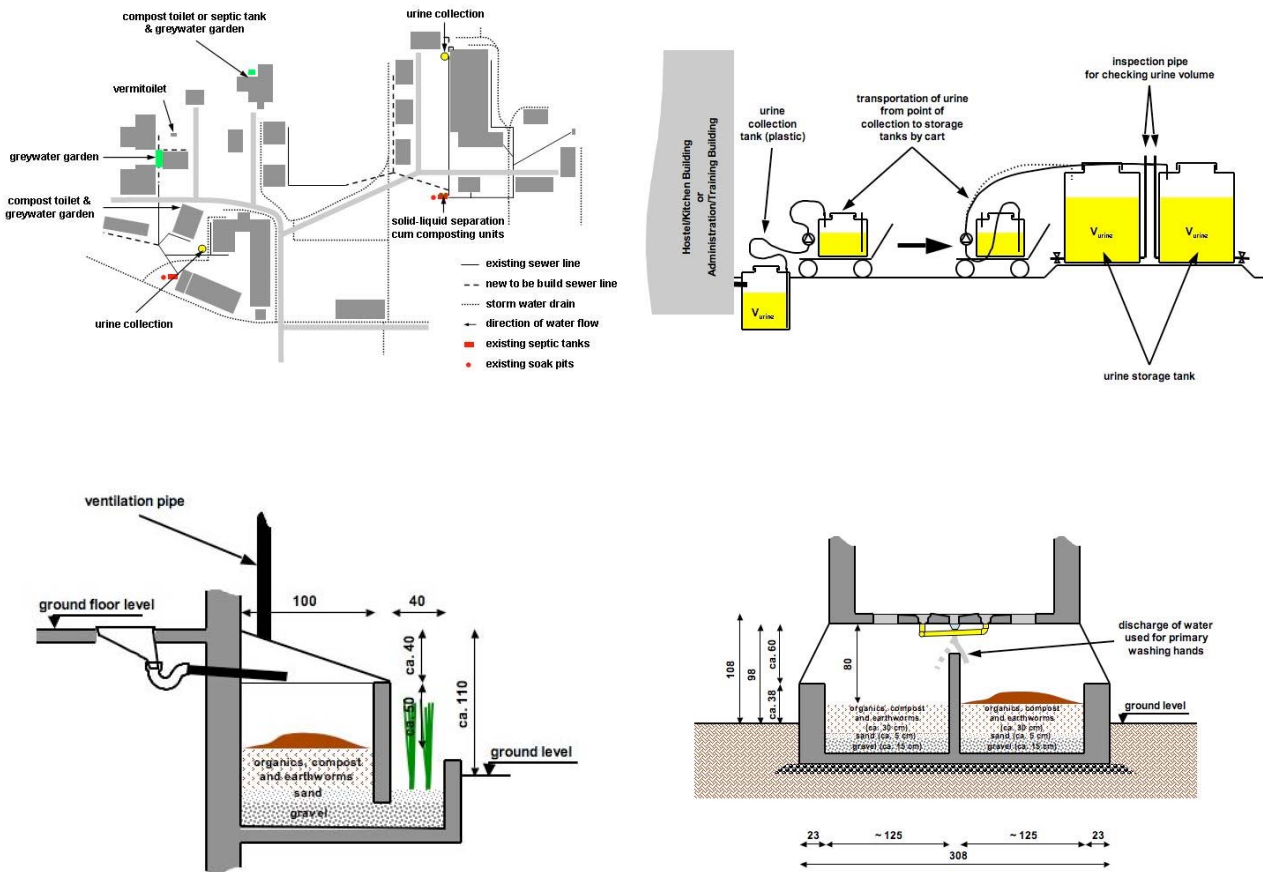 compost toilet or septic tank
& greywater garden
urine collection
vermitoilet
greywater garden
compost toilet &
greywater garden
solid-liquid separation
cum composting units
urine collection
existing sewer line
new to be build sewer line
storm water drain
direction of water flow
existing septic tanks
existing soak pits
Hostel/Kitchen Building
or
Administration/Training Building
urine
collection
tank (plastic)
transportation of urine
from point of
collection to storage
tanks by cart
inspection pipe
for checking urine volume
Vurine
Vurine
Vurine
urine storage tank
ventilation pipe
ground floor level
100
40
ca. 40
ca. 50
ca. 110
ground level
organics, compost
and earthworms
sand
gravel
108
98
80
ca. 60
ca. 38
discharge of water
used for primary
washing hands
ground level
organics, compost
and earthworms
(ca. 30 cm)
sand (ca. 5 cm)
gravel (ca. 15 cm)
organics, compost
and earthworms
(ca. 30 cm)
sand (ca. 5 cm)
gravel (ca. 15 cm)
23
~ 125
~ 125
23
308